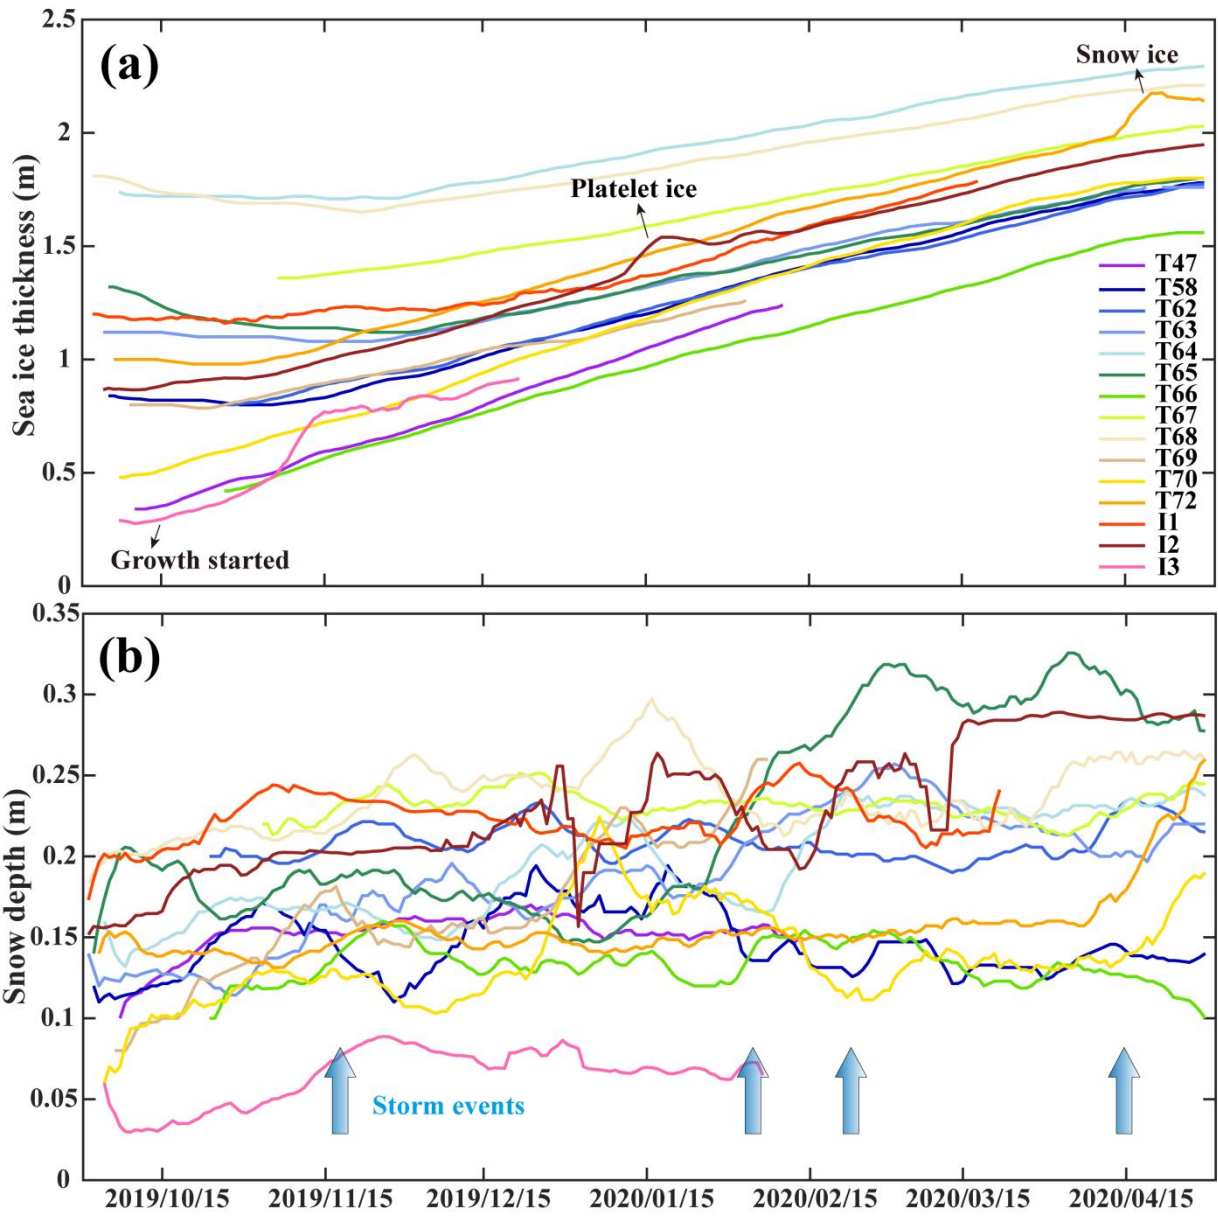 (a)
Sea ice thickness (m)
2.5
2
1.5
1
0.5
0
Snow ice
Platelet ice
Growth started
T47
T58
T62
T63
T64
T65
T66
T67
T68
T69
T70
T72
I1
I2
I3
(b)
Snow depth (m)
0.35
0.3
0.25
0.2
0.15
0.1
0.05
0
Storm events
2019/10/15 2019/11/15 2019/12/15 2020/01/15 2020/02/15 2020/03/15 2020/04/15